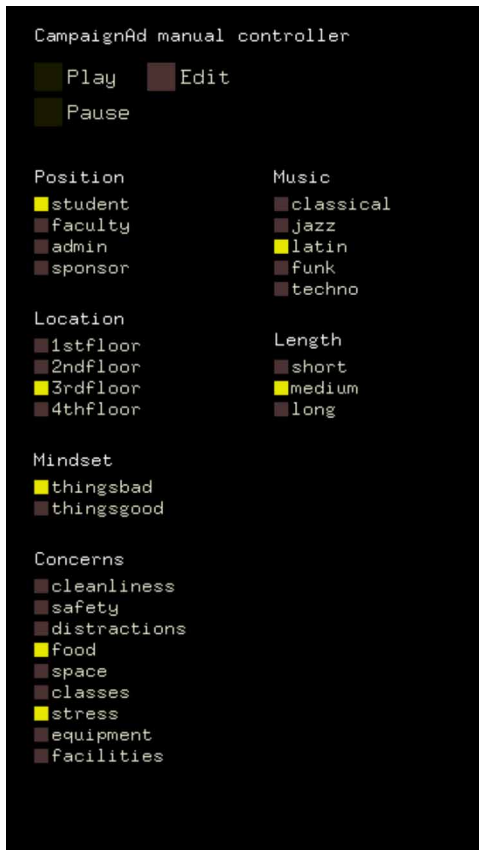 CampaignAd manual controller
Play Edit
Pause
Position
student
faculty
admin
sponsor
Location
1stfloor
2ndfloor
3rdfloor
4thfloor
Mindset
thingsbad
thingsgood
Concerns
cleanliness
safety
distractions
food
space
classes
stress
equipment
facilities
Music
classical
jazz
latin
funk
techno
Length
short
medium
long